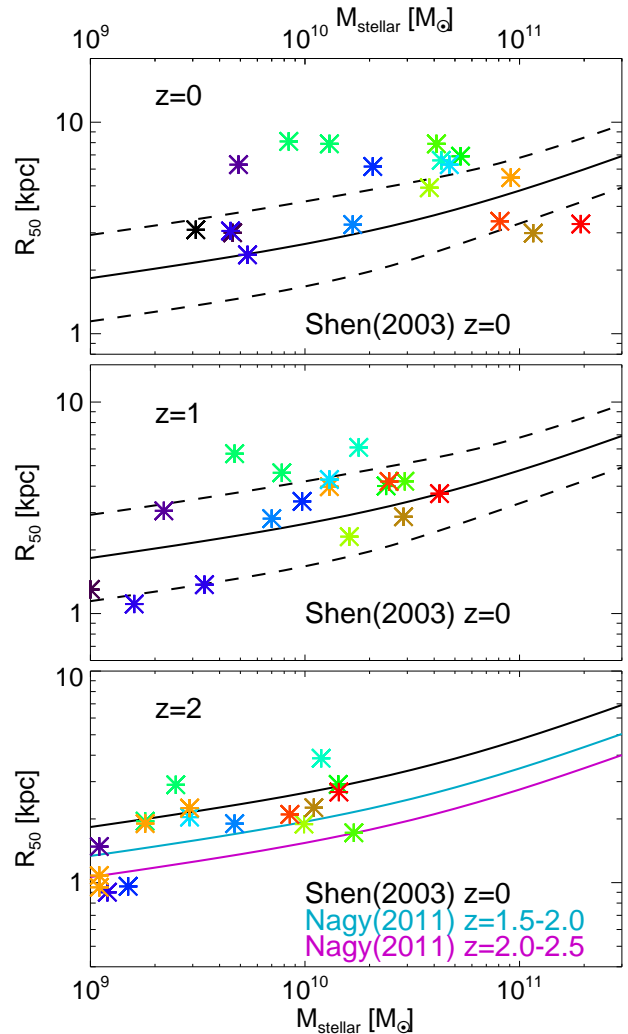 M_stellar [M_⊙]
10^9 10^10 10^11
z=0
10
R_50 [kpc]
1
Shen(2003) z=0
z=1
10
R_50 [kpc]
1
Shen(2003) z=0
10
z=2
R_50 [kpc]
1
Shen(2003) z=0
Nagy(2011) z=1.5-2.0
Nagy(2011) z=2.0-2.5
10^9 10^10 10^11
M_stellar [M_⊙]